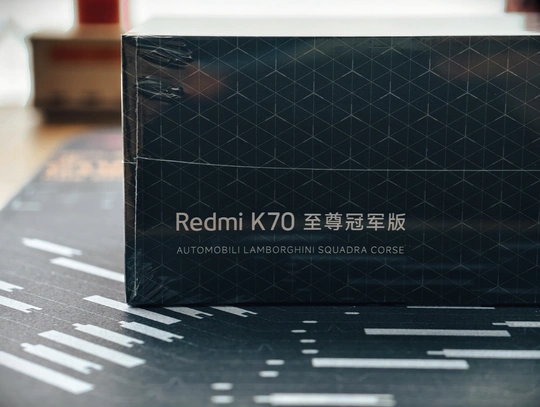 Redmi K70 至尊冠军版
AUTOMOBILI LAMBORGHINI SQUADRA CORSE